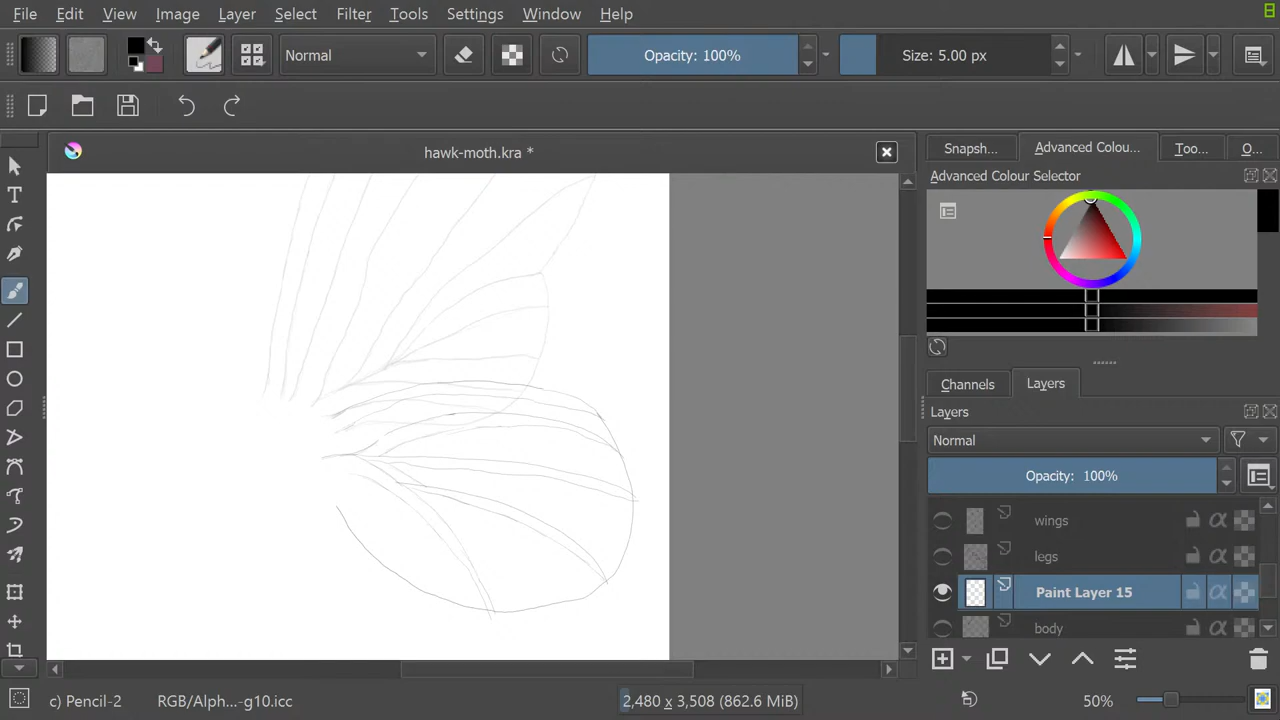 File Edit View Image Layer Select Filter Tools Settings Window Help
Normal Opacity: 100% Size: 5.00 px
hawk-moth.kra *
Snapsh... Advanced Colou... Too... O...
Advanced Colour Selector
Channels Layers
Layers
Normal
Opacity: 100%
wings
legs
Paint Layer 15
body
c) Pencil-2 RGB/Alph...-g10.icc 2,480 x 3,508 (862.6 MiB) 50%